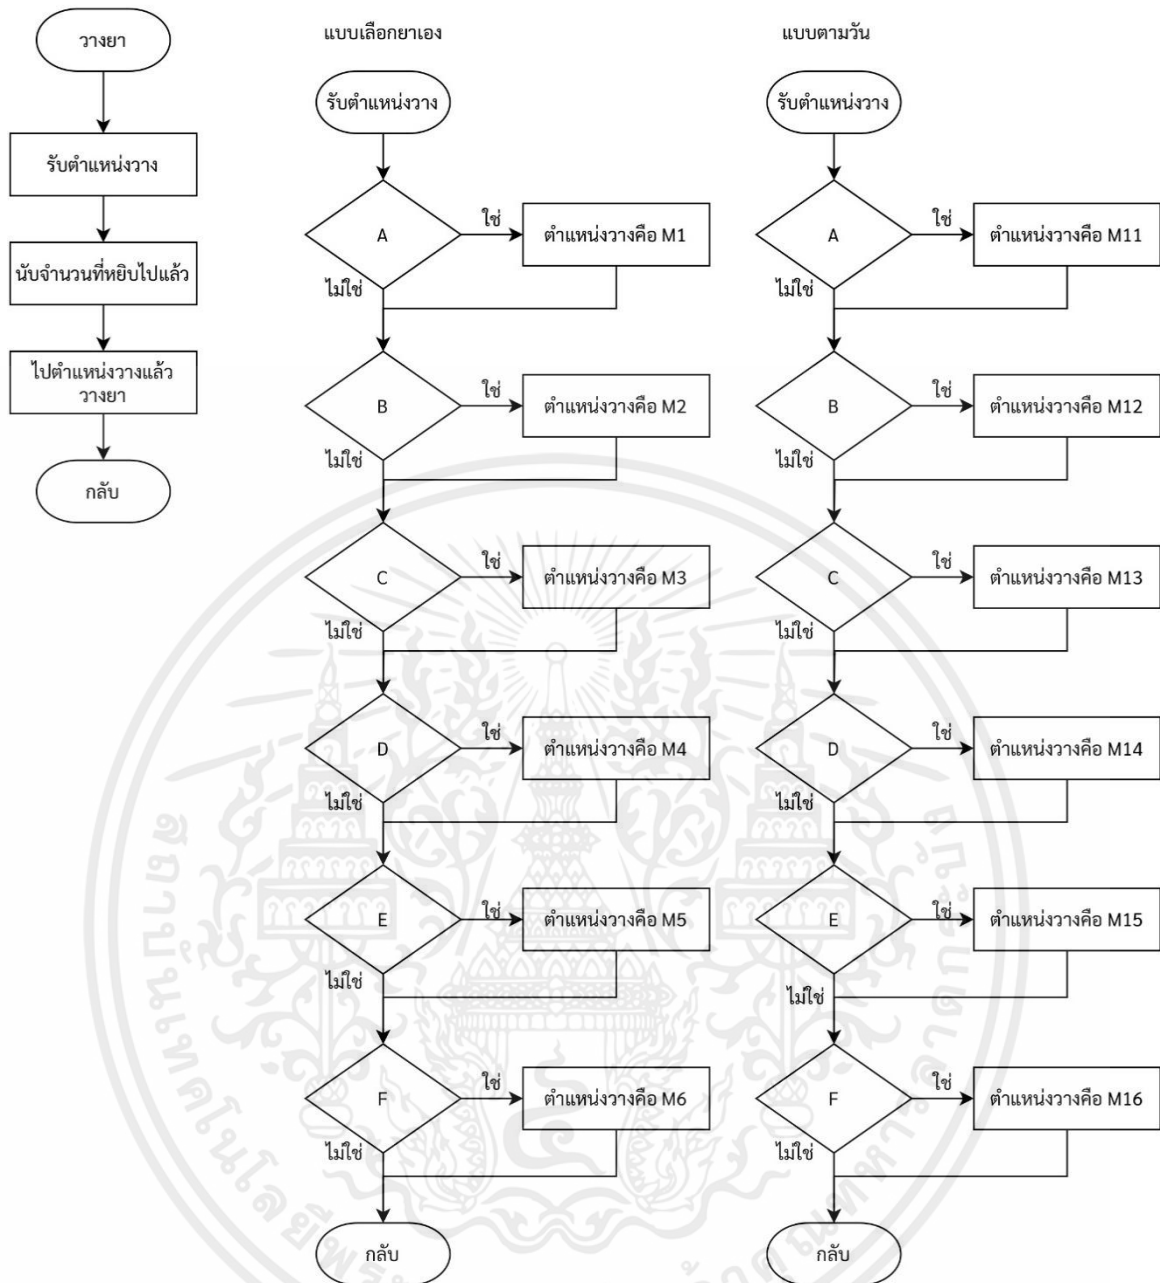 วางยา
รับตำแหน่งวาง
นับจำนวนที่หยิบไปแล้ว
ไปตำแหน่งวางแล้ว
วางยา
กลับ
แบบเลือกยาเอง
รับตำแหน่งวาง
A
ใช่
ตำแหน่งวางคือ M1
ไม่ใช่
B
ใช่
ตำแหน่งวางคือ M2
ไม่ใช่
C
ใช่
ตำแหน่งวางคือ M3
ไม่ใช่
D
ใช่
ตำแหน่งวางคือ M4
ไม่ใช่
E
ใช่
ตำแหน่งวางคือ M5
ไม่ใช่
F
ใช่
ตำแหน่งวางคือ M6
ไม่ใช่
กลับ
แบบตามวัน
รับตำแหน่งวาง
A
ใช่
ตำแหน่งวางคือ M11
ไม่ใช่
B
ใช่
ตำแหน่งวางคือ M12
ไม่ใช่
C
ใช่
ตำแหน่งวางคือ M13
ไม่ใช่
D
ใช่
ตำแหน่งวางคือ M14
ไม่ใช่
E
ใช่
ตำแหน่งวางคือ M15
ไม่ใช่
F
ใช่
ตำแหน่งวางคือ M16
ไม่ใช่
กลับ